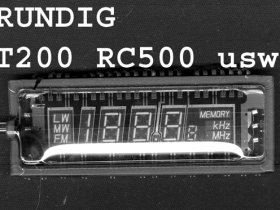 RUNDIG
T200 RC500 usw
LW
MW
FM
MEMORY
kHz
MHz